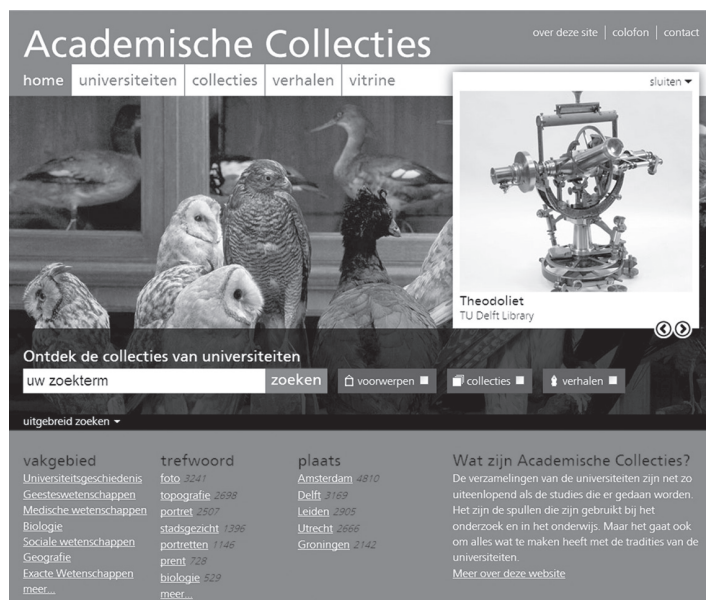 over deze site | colofon | contact
Academische Collecties
home universiteiten collecties verhalen vitrine
sluiten
Theodoliet
TU Delft Library
Ontdek de collecties van universiteiten
uw zoekterm zoeken voorwerpen collecties verhalen
uitgebreid zoeken
vakgebied
Universiteitsgeschiedenis
Geesteswetenschappen
Medische wetenschappen
Biologie
Sociale wetenschappen
Geografie
Exacte Wetenschappen
meer...
trefwoord
foto 3241
topografie 2698
portret 2507
stadsgezicht 1396
portretten 1146
prent 728
biologie 529
meer...
plaats
Amsterdam 4810
Delft 3169
Leiden 2905
Utrecht 2666
Groningen 2142
Wat zijn Academische Collecties?
De verzamelingen van de universiteiten zijn net zo
uiteenlopend als de studies die er gedaan worden.
Het zijn de spullen die zijn gebruikt bij het
onderzoek en in het onderwijs. Maar het gaat ook
om alles wat te maken heeft met de tradities van de
universiteiten.
Meer over deze website